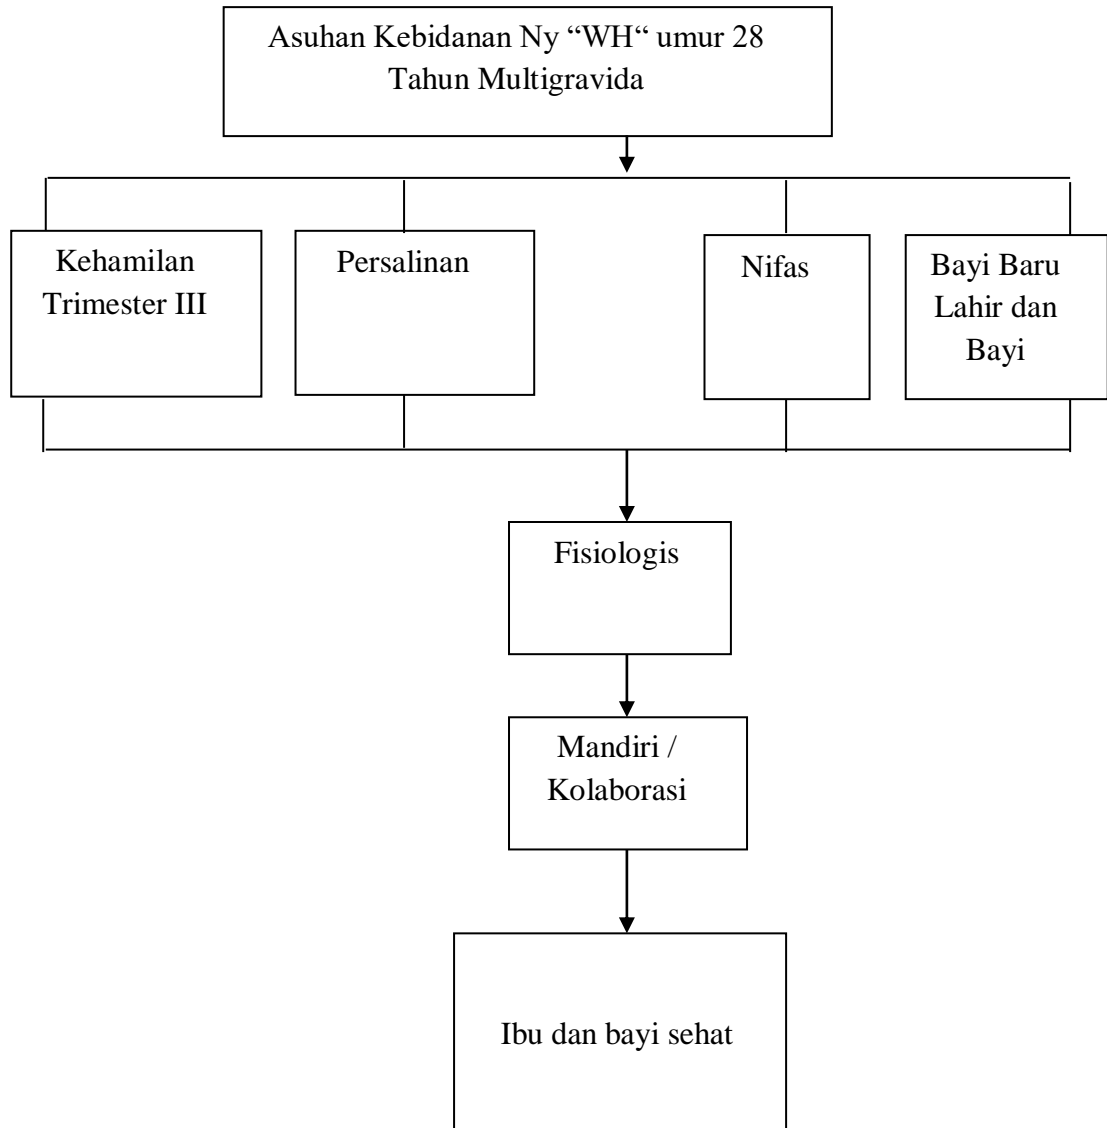 Asuhan Kebidanan Ny “WH“ umur 28
Tahun Multigravida
Kehamilan
Trimester III
Persalinan
Nifas
Bayi Baru
Lahir dan
Bayi
Fisiologis
Mandiri /
Kolaborasi
Ibu dan bayi sehat